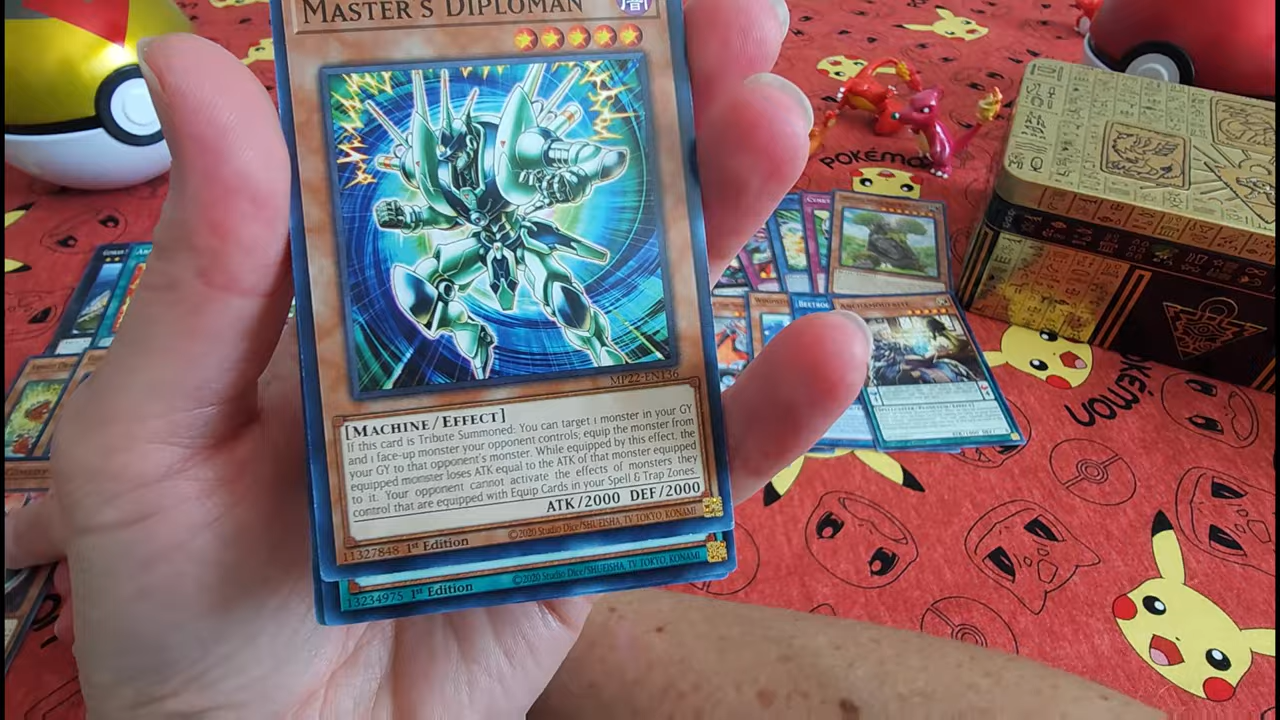 MASTER'S DIPLOMAN
MP22-EN136
[MACHINE/EFFECT]
If this card is Tribute Summoned: You can target 1 monster in your GY
and 1 face-up monster your opponent controls; equip the monster from
your GY to that opponent's monster. While equipped by this effect, the
equipped monster loses ATK equal to the ATK of that monster equipped
to it. Your opponent cannot activate the effects of monsters they
control that are equipped with Equip Cards in your Spell & Trap Zones.
ATK/2000 DEF/2000
11327848 1st Edition ©2020 Studio Dice/SHUEISHA, TV TOKYO, KONAMI
13234975 1st Edition ©2020 Studio Dice/SHUEISHA, TV TOKYO, KONAMI
POKÉMO
POKÉMON